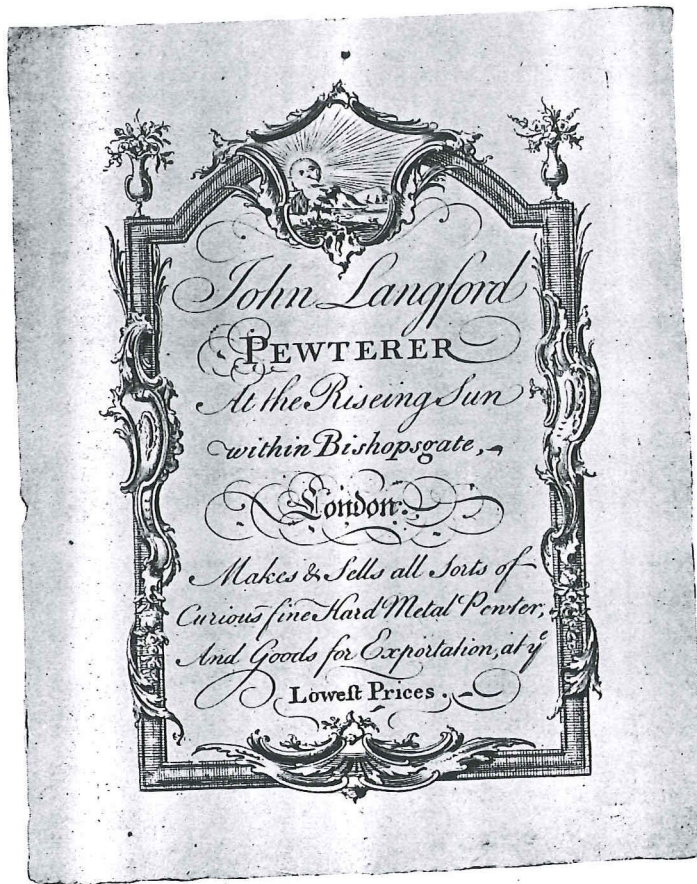 John Langford
PEWTERER
At the Riseing Sun
within Bishopsgate,
London.
Makes & Sells all Sorts of
Curious fine Hard Metal Pewter,
And Goods for Exportation, at yᵉ
Loweſt Prices.